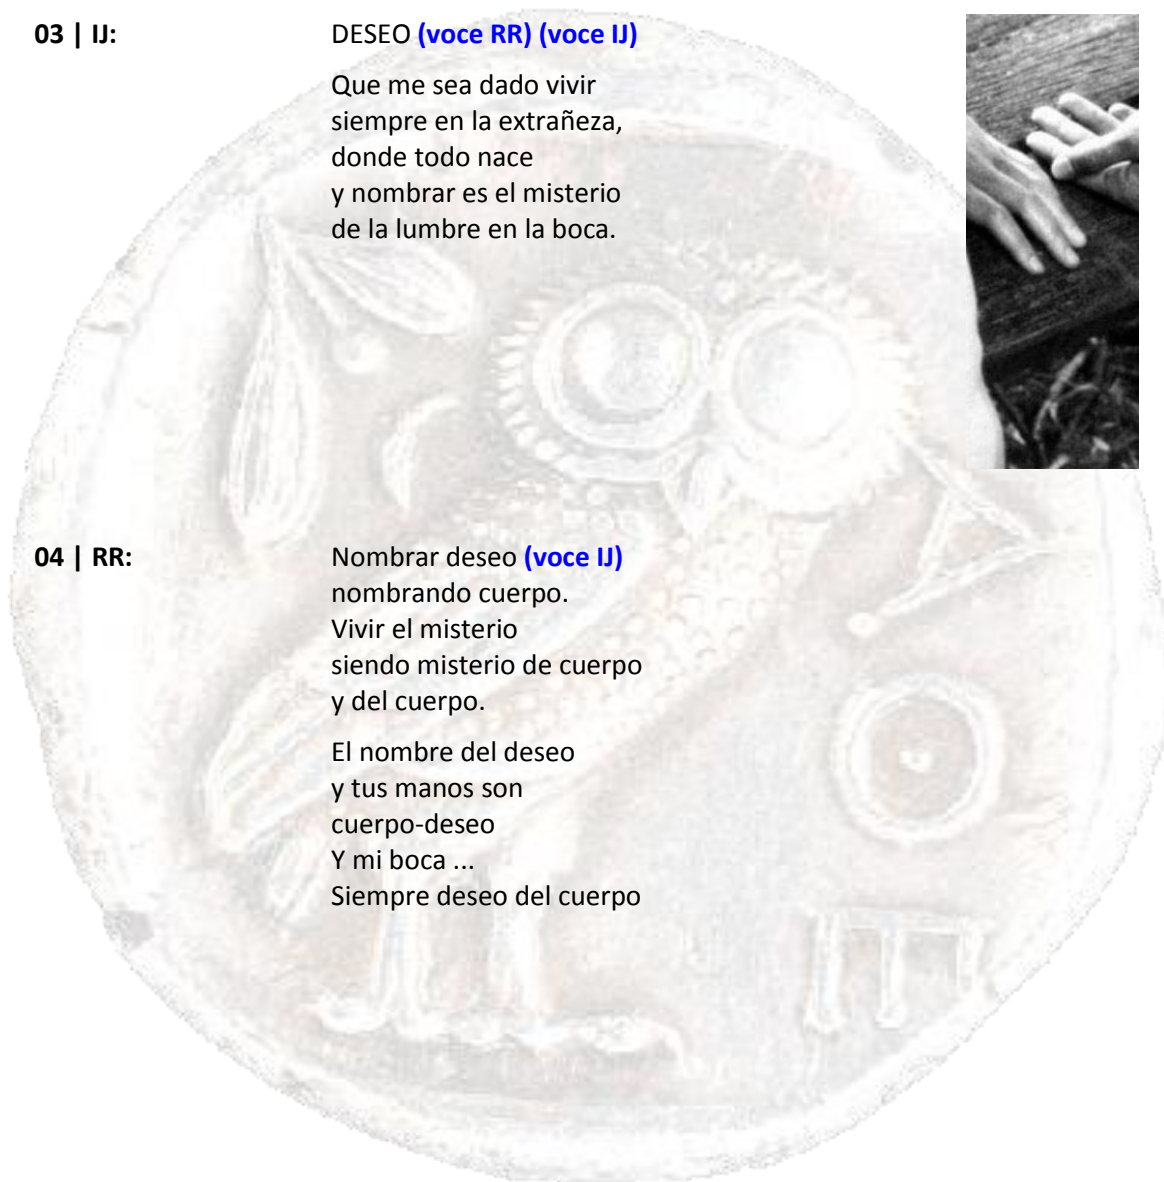 03 | IJ: DESEO (voce RR) (voce IJ)
Que me sea dado vivir
siempre en la extrañeza,
donde todo nace
y nombrar es el misterio
de la lumbre en la boca.
04 | RR: Nombrar deseo (voce IJ)
nombrando cuerpo.
Vivir el misterio
siendo misterio de cuerpo
y del cuerpo.
El nombre del deseo
y tus manos son
cuerpo-deseo
Y mi boca ...
Siempre deseo del cuerpo